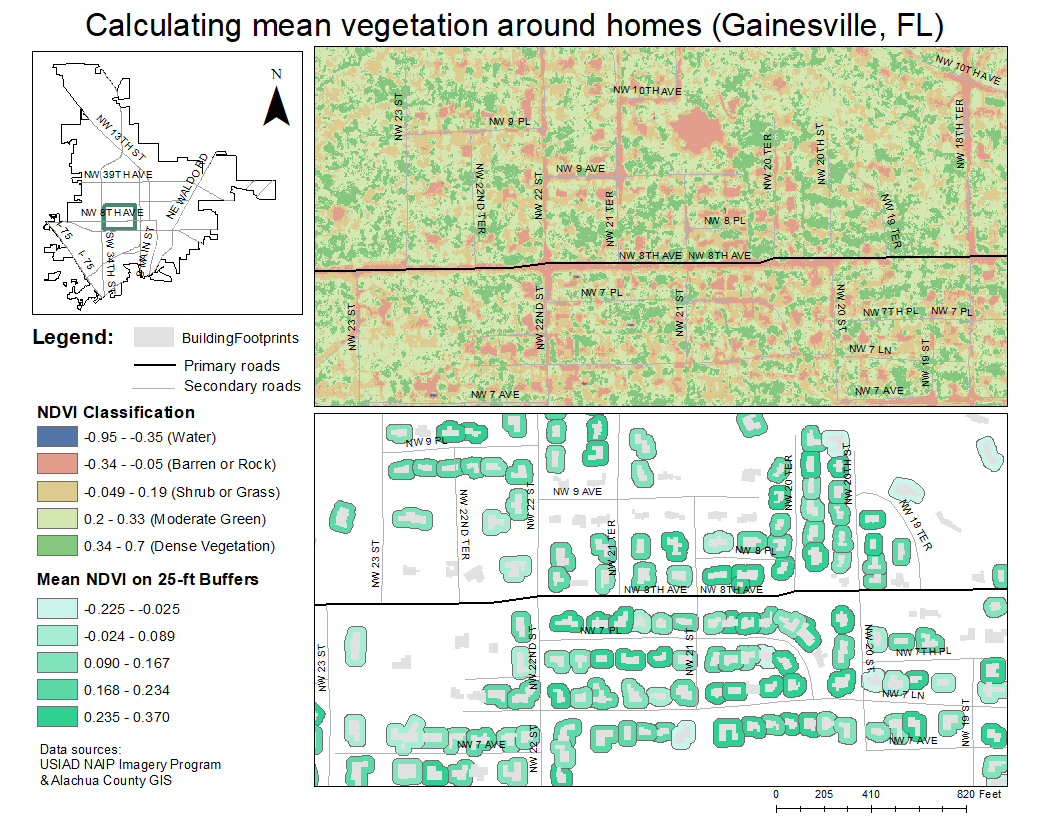 Calculating mean vegetation around homes (Gainesville, FL)
N
NW 13TH ST
NW 39TH AVE
NE WALDO RD
NW 8TH AVE
I-75
I-75
SW 34TH ST
S MAIN ST
Legend:
BuildingFootprints
Primary roads
Secondary roads
NDVI Classification
-0.95 - -0.35 (Water)
-0.34 - -0.05 (Barren or Rock)
-0.049 - 0.19 (Shrub or Grass)
0.2 - 0.33 (Moderate Green)
0.34 - 0.7 (Dense Vegetation)
Mean NDVI on 25-ft Buffers
-0.225 - -0.025
-0.024 - 0.089
0.090 - 0.167
0.168 - 0.234
0.235 - 0.370
Data sources:
USIAD NAIP Imagery Program
& Alachua County GIS
NW 10TH AVE
NW 10TH AVE
NW 23 ST
NW 9 PL
NW 20 TER
NW 20TH ST
NW 18TH TER
NW 9 AVE
NW 22ND TER
NW 22 ST
NW 21 TER
NW 8 PL
NW 19 TER
NW 8TH AVE
NW 8TH AVE
NW 7 PL
NW 23 ST
NW 22ND ST
NW 21 ST
NW 20 ST
NW 7TH PL
NW 7 PL
NW 7 LN
NW 19 ST
NW 7 AVE
NW 7 AVE
NW 9 PL
NW 20 TER
NW 20TH ST
NW 9 AVE
NW 22ND TER
NW 22 ST
NW 19 TER
NW 23 ST
NW 21 TER
NW 8 PL
NW 8TH AVE
NW 8TH AVE
NW 7 PL
NW 23 ST
NW 22ND ST
NW 21 ST
NW 20 ST
NW 7TH PL
NW 7 LN
NW 19 ST
NW 7 AVE
NW 22 ST
NW 7 AVE
0 205 410 820 Feet